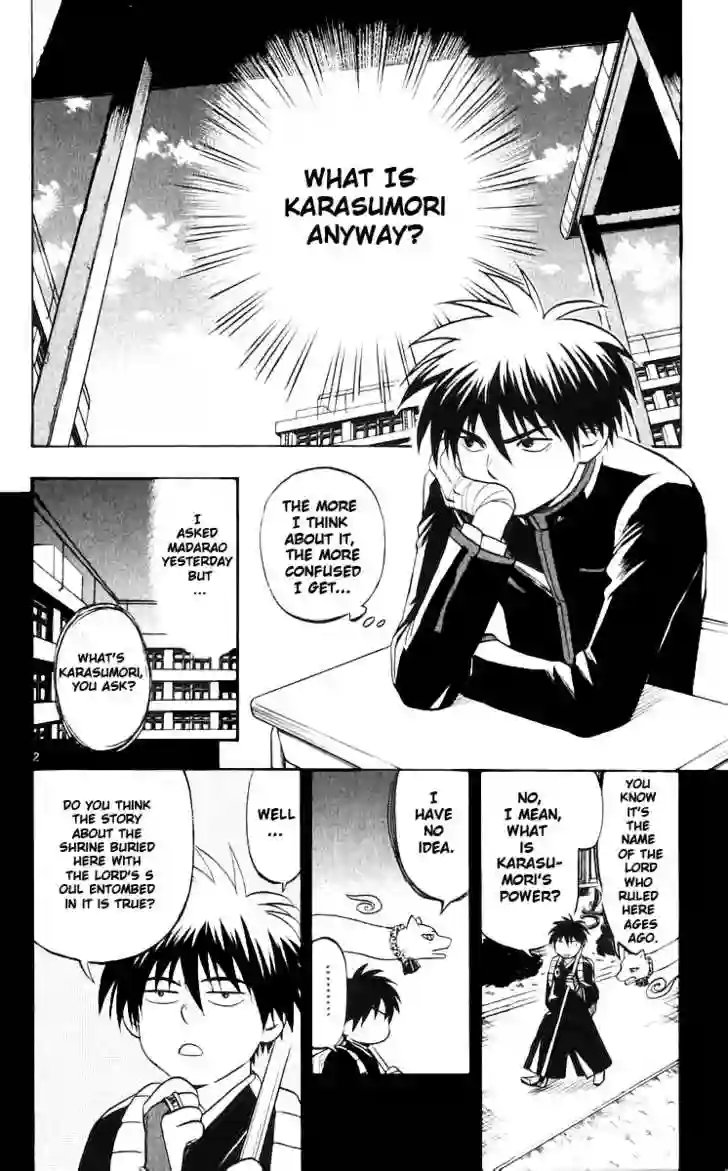 WHAT IS
KARASUMORI
ANYWAY?
THE MORE
I THINK
ABOUT IT,
THE MORE
CONFUSED
I GET...
I
ASKED
MADARAO
YESTERDAY
BUT
...
WHAT'S
KARASUMORI,
YOU ASK?
2
YOU
KNOW
IT'S
THE
NAME
OF THE
LORD
WHO
RULED
HERE
AGES
AGO.
NO,
I MEAN,
WHAT
IS
KARASU-
MORI'S
POWER?
I
HAVE
NO
IDEA.
.........
WELL
...
DO YOU THINK
THE STORY
ABOUT THE
SHRINE BURIED
HERE WITH
THE LORD'S S
OUL ENTOMBED
IN IT IS TRUE?